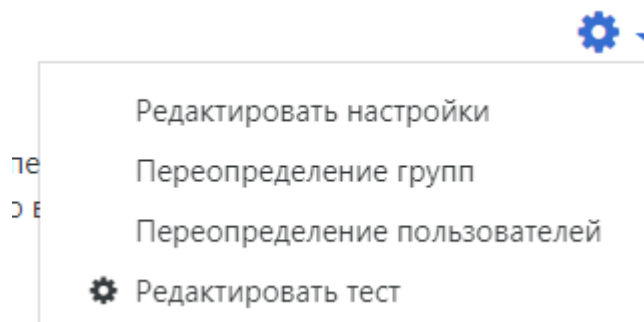 Редактировать настройки
Переопределение групп
Переопределение пользователей
Редактировать тест